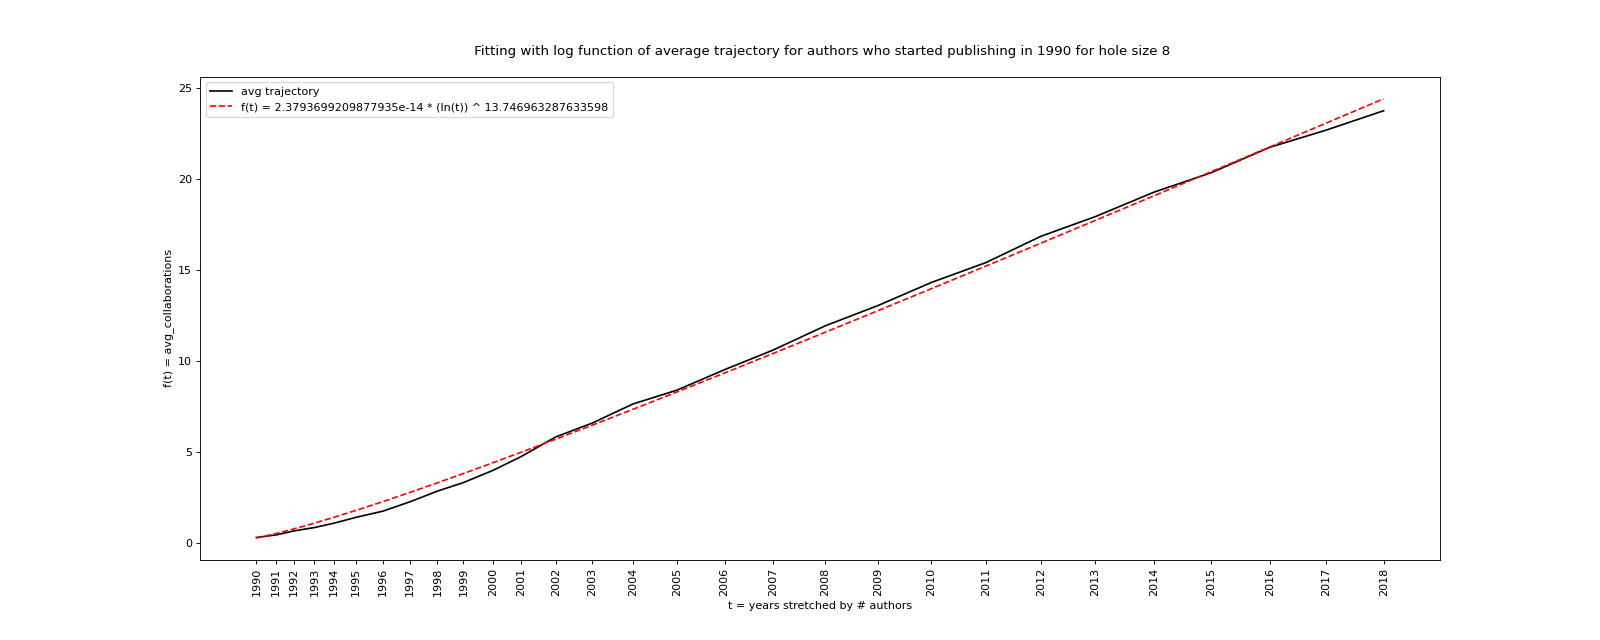 Fitting with log function of average trajectory for authors who started publishing in 1990 for hole size 8
avg trajectory
f(t) = 2.3793699209877935e-14 * (ln(t)) ^ 13.746963287633598
25
20
15
10
5
0
f(t) = avg_collaborations
1990 1991 1992 1993 1994 1995 1996 1997 1998 1999 2000 2001 2002 2003 2004 2005 2006 2007 2008 2009 2010 2011 2012 2013 2014 2015 2016 2017 2018
t = years stretched by # authors